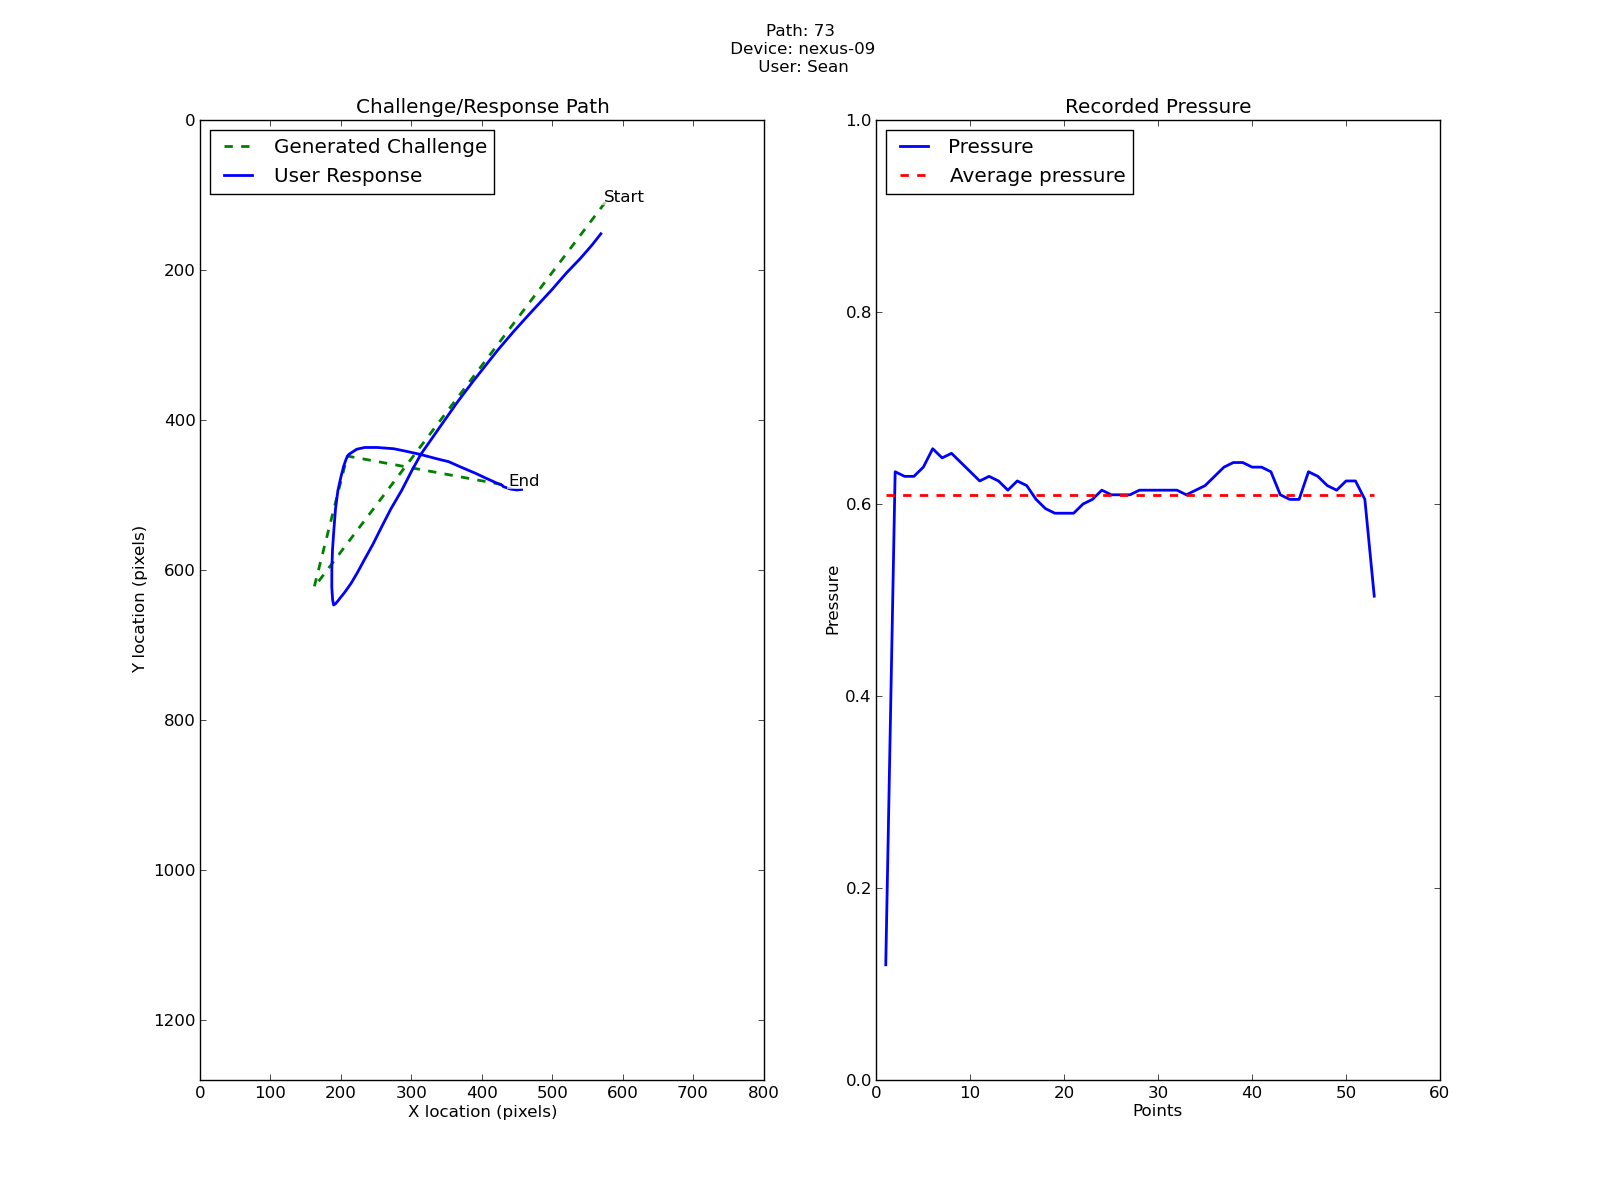 Path: 73
Device: nexus-09
User: Sean
Challenge/Response Path
Generated Challenge
User Response
Start
End
0
200
400
600
800
1000
1200
Y location (pixels)
0 100 200 300 400 500 600 700 800
X location (pixels)
Recorded Pressure
Pressure
Average pressure
1.0
0.8
0.6
0.4
0.2
0.0
Pressure
0 10 20 30 40 50 60
Points